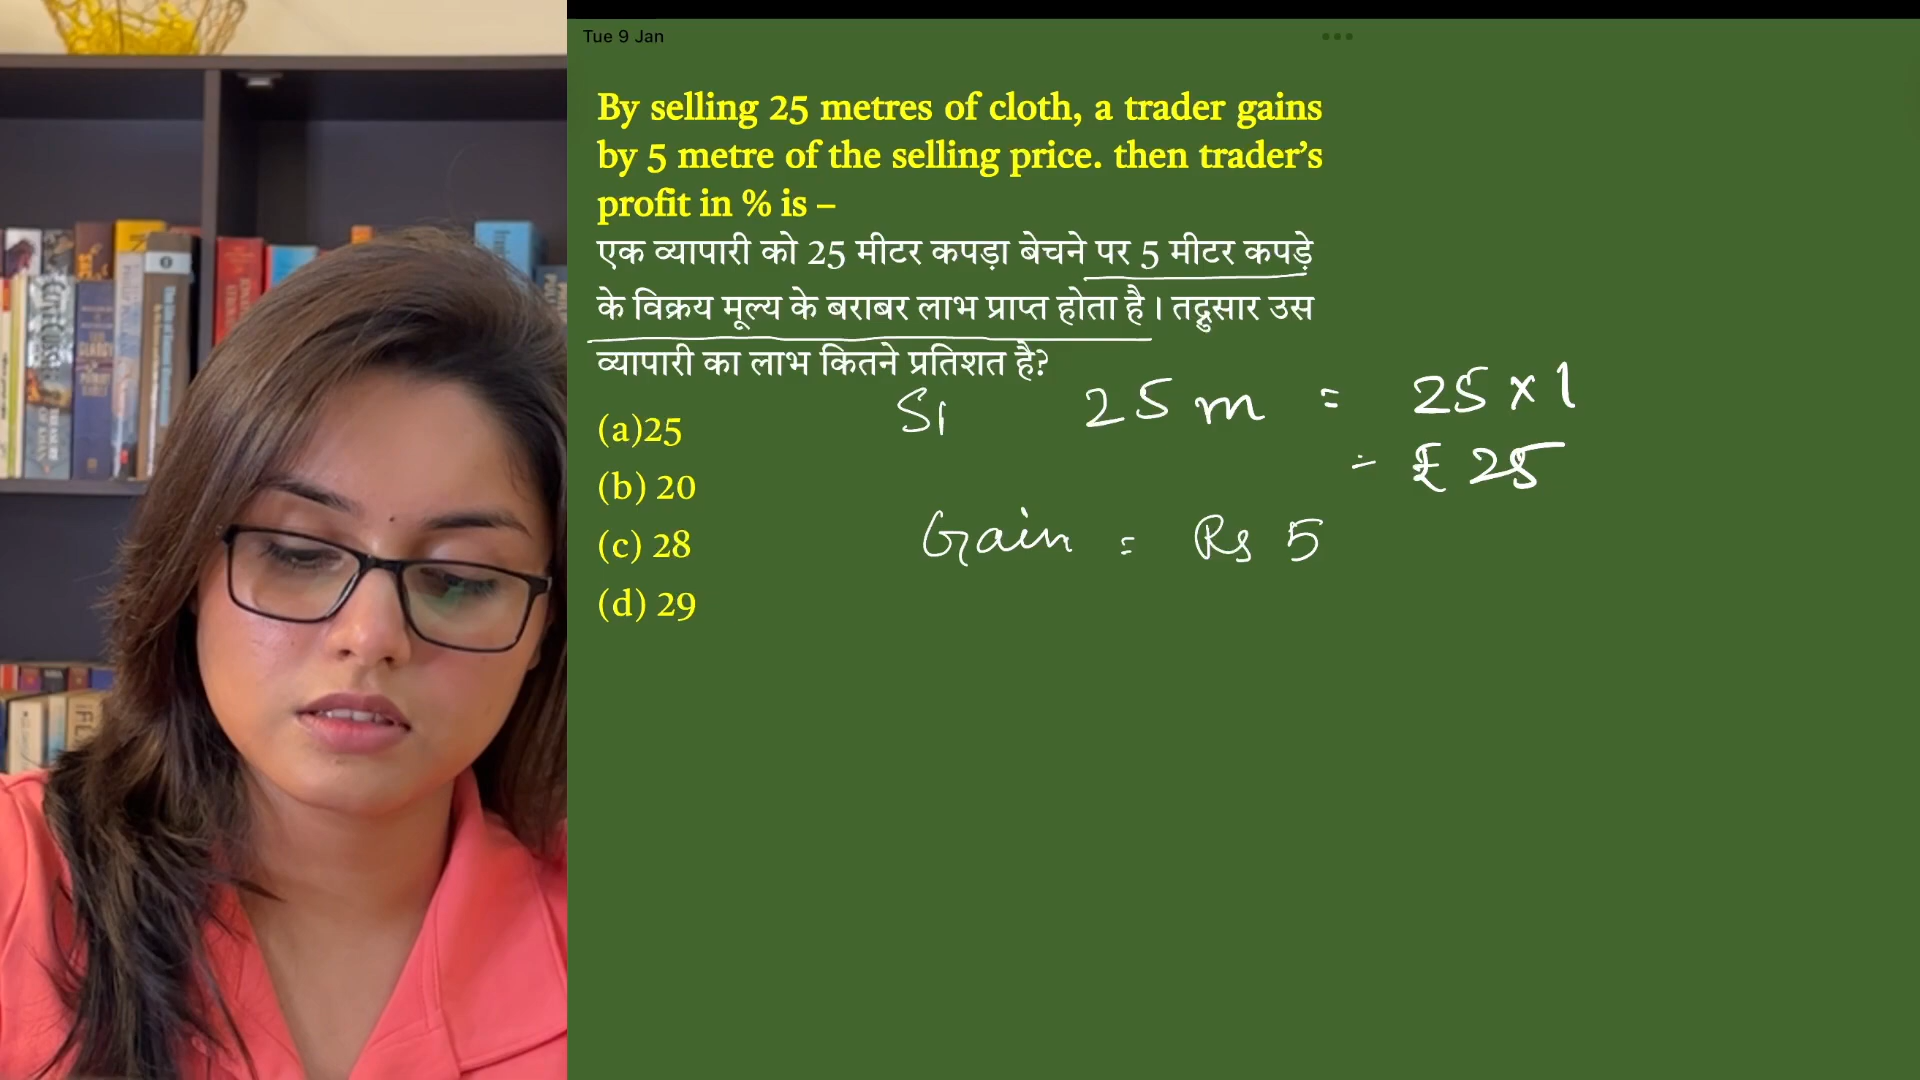 Tue 9 Jan
By selling 25 metres of cloth, a trader gains
by 5 metre of the selling price. then trader’s
profit in % is –
एक व्यापारी को 25 मीटर कपड़ा बेचने पर 5 मीटर कपड़े
के विक्रय मूल्य के बराबर लाभ प्राप्त होता है। तद्नुसार उस
व्यापारी का लाभ कितने प्रतिशत है?
25 m = 25 × 1
(a)25
= ₹ 25
(b) 20
Gain = Rs 5
(c) 28
(d) 29